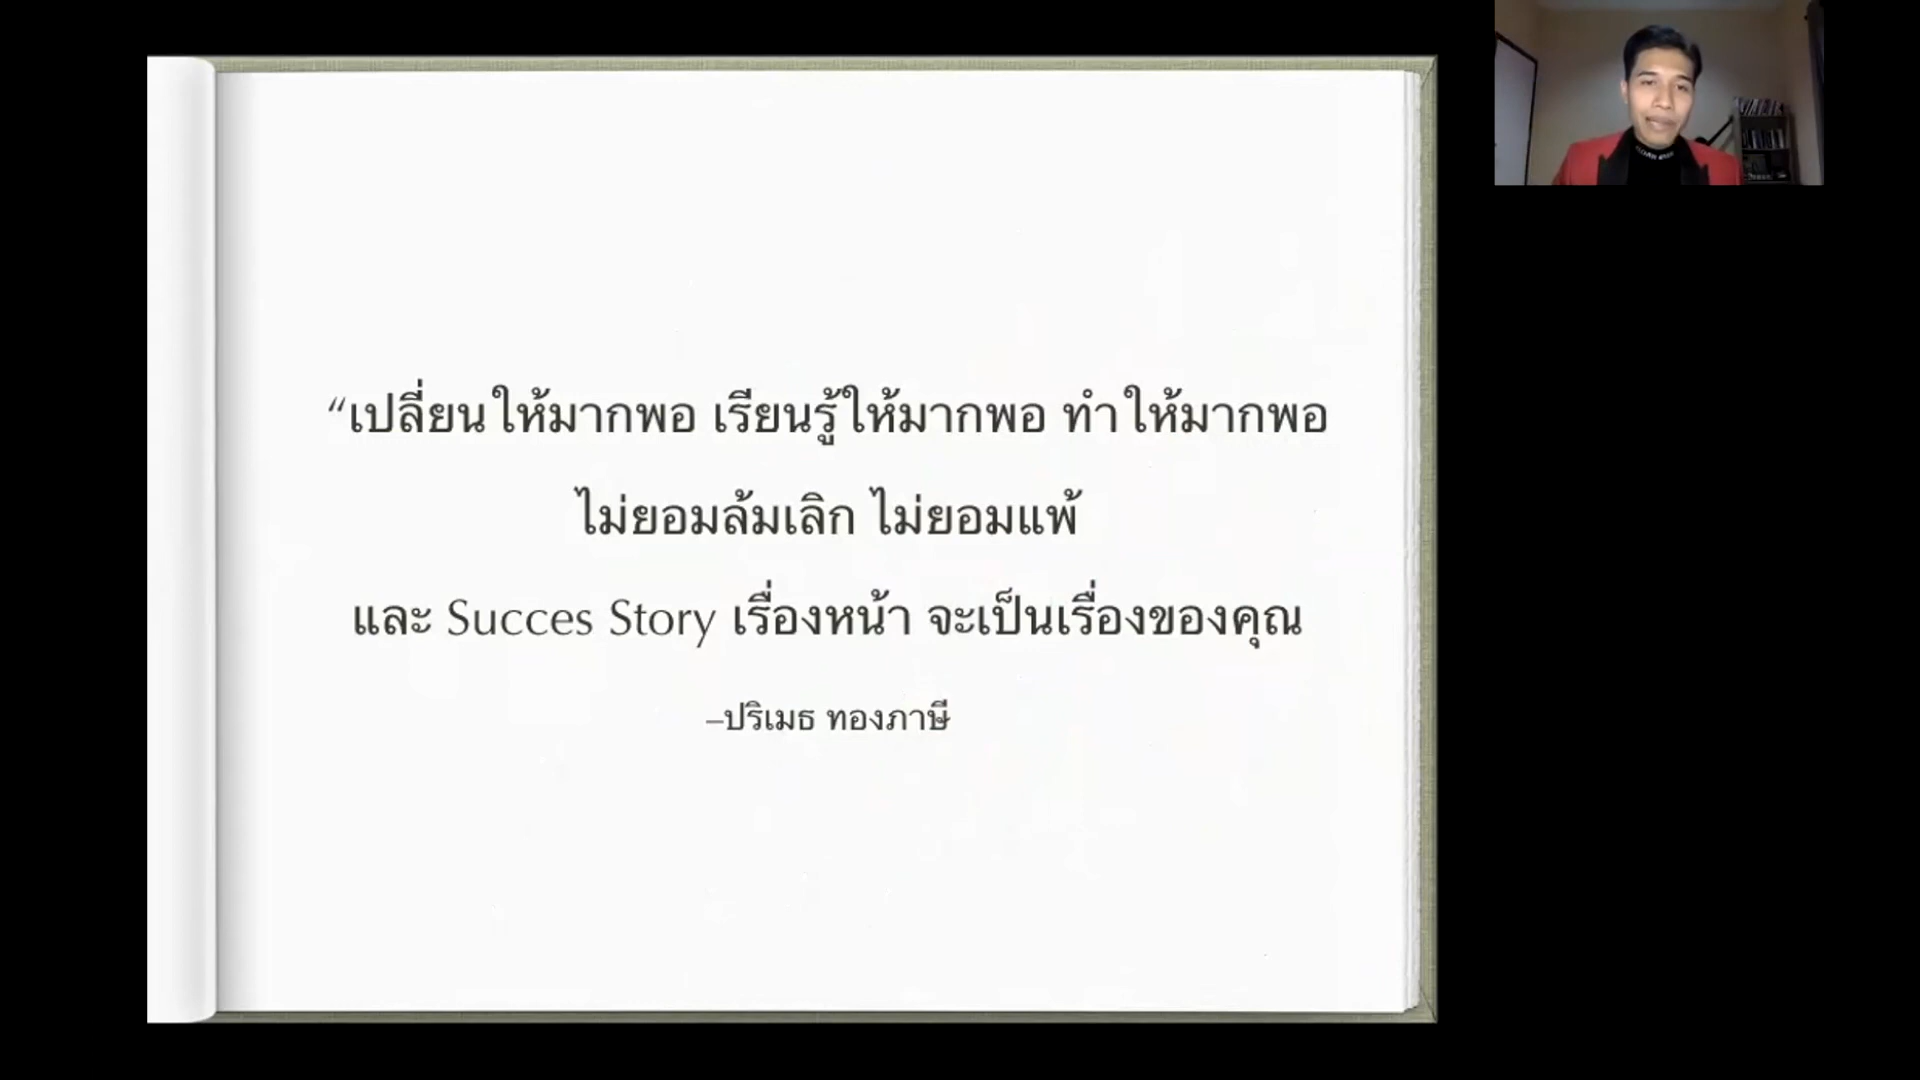 “เปลี่ยนให้มากพอ เรียนรู้ให้มากพอ ทำให้มากพอ
ไม่ยอมล้มเลิก ไม่ยอมแพ้
และ Succes Story เรื่องหน้า จะเป็นเรื่องของคุณ
–ปริเมธ ทองภาษี